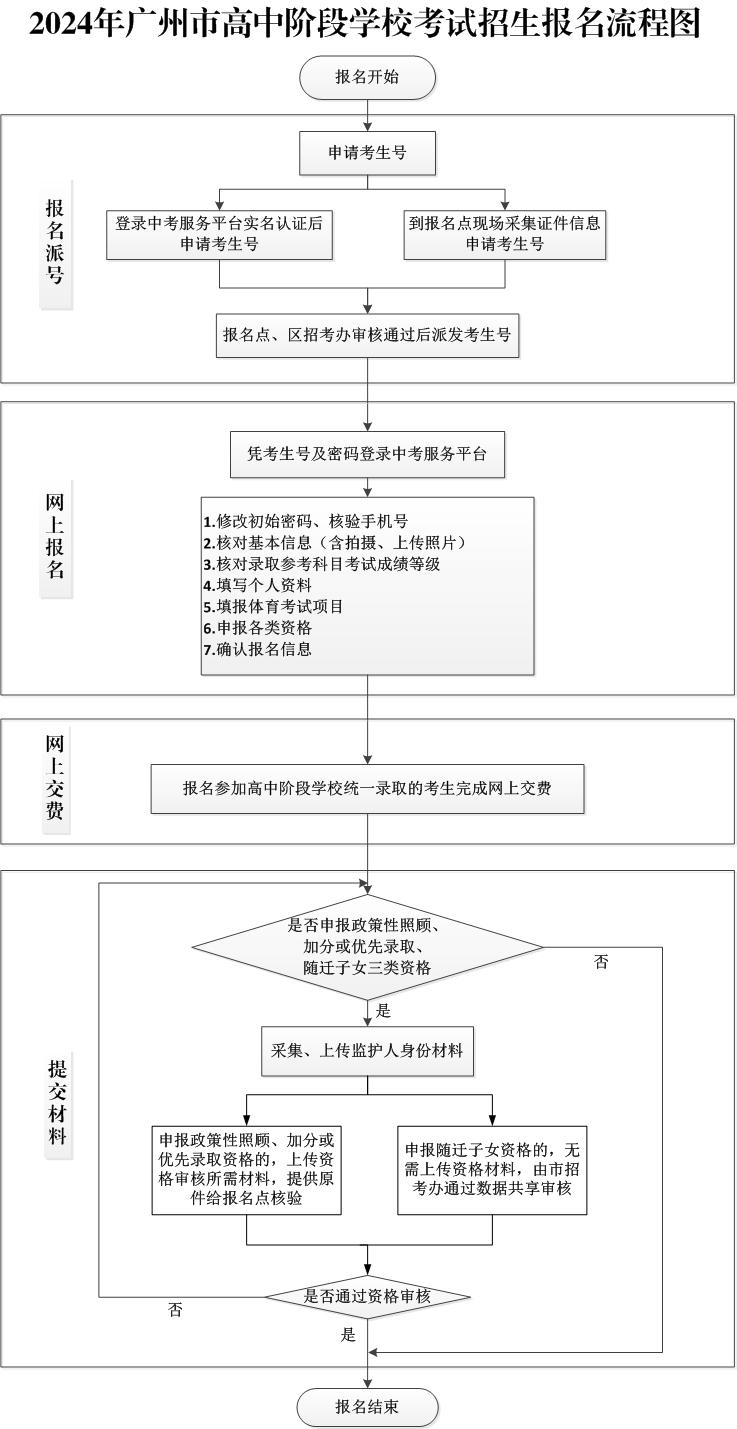 2024年广州市高中阶段学校考试招生报名流程图
报名开始
报名派号
申请考生号
登录中考服务平台实名认证后
申请考生号
到报名点现场采集证件信息
申请考生号
报名点、区招考办审核通过后派发考生号
网上报名
凭考生号及密码登录中考服务平台
1.修改初始密码、核验手机号
2.核对基本信息（含拍摄、上传照片）
3.核对录取参考科目考试成绩等级
4.填写个人资料
5.填报体育考试项目
6.申报各类资格
7.确认报名信息
网上交费
报名参加高中阶段学校统一录取的考生完成网上交费
提交材料
是否申报政策性照顾、
加分或优先录取、
随迁子女三类资格
否
是
采集、上传监护人身份材料
申报政策性照顾、加分或
优先录取资格的，上传资
格审核所需材料，提供原
件给报名点核验
申报随迁子女资格的，无
需上传资格材料，由市招
考办通过数据共享审核
是否通过资格审核
否
是
报名结束